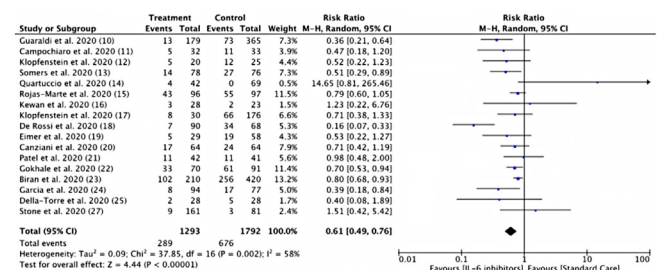 Treatment Control Risk Ratio Risk Ratio
Study or Subgroup Events Total Events Total Weight M-H, Random, 95% CI M-H, Random, 95% CI
Guaraldi et al. 2020 (10) 13 179 73 365 7.3% 0.36 [0.21, 0.64]
Campochiaro et al. 2020 (11) 5 32 11 33 3.7% 0.47 [0.18, 1.20]
Klopfenstein et al. 2020 (12) 5 20 12 25 4.2% 0.52 [0.22, 1.23]
Somers et al. 2020 (13) 14 78 27 76 7.2% 0.51 [0.29, 0.89]
Quartuccio et al. 2020 (14) 4 42 0 69 0.5% 14.65 [0.81, 265.46]
Rojas-Marte et al. 2020 (15) 43 96 55 97 12.5% 0.79 [0.60, 1.05]
Kewan et al. 2020 (16) 3 28 2 23 1.3% 1.23 [0.22, 6.76]
Klopfenstein et al. 2020 (17) 8 30 66 176 6.4% 0.71 [0.38, 1.33]
De Rossi et al. 2020 (18) 7 90 34 68 5.0% 0.16 [0.07, 0.33]
Eimer et al. 2020 (19) 5 29 19 58 4.0% 0.53 [0.22, 1.27]
Canziani et al. 2020 (20) 17 64 24 64 7.7% 0.71 [0.42, 1.19]
Patel et al. 2020 (21) 11 42 11 41 5.4% 0.98 [0.48, 2.00]
Gokhale et al. 2020 (22) 33 70 61 91 12.5% 0.70 [0.53, 0.94]
Biran et al. 2020 (23) 102 210 256 420 14.4% 0.80 [0.68, 0.93]
Garcia et al. 2020 (24) 8 94 17 77 4.9% 0.39 [0.18, 0.84]
Della-Torre et al. 2020 (25) 2 28 5 28 1.5% 0.40 [0.08, 1.89]
Stone et al. 2020 (27) 9 161 3 81 2.2% 1.51 [0.42, 5.42]
Total (95% CI) 1293 1792 100.0% 0.61 [0.49, 0.76]
Total events 289 676
Heterogeneity: Tau² = 0.09; Chi² = 37.85, df = 16 (P = 0.002); I² = 58%
Test for overall effect: Z = 4.44 (P < 0.00001)
0.01 0.1 1 10 100
Favours [IL-6 inhibitors] Favours [Standard Care]